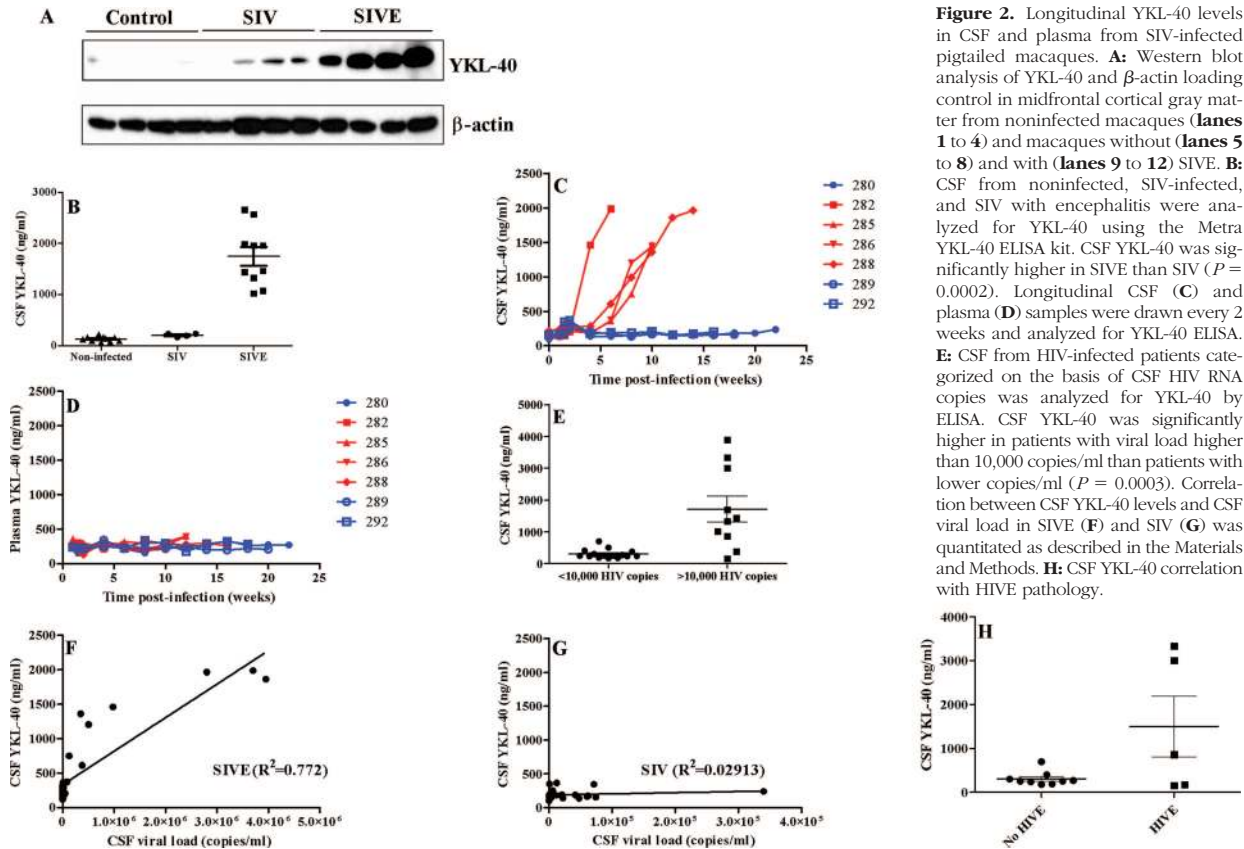 A
Control
SIV
SIVE
YKL-40
β-actin
B
CSF YKL-40 (ng/ml)
3000
2000
1000
0
Non-infected
SIV
SIVE
C
CSF YKL-40 (ng/ml)
2500
2000
1500
1000
500
0
0
5
10
15
20
25
Time post-infection (weeks)
280
282
285
286
288
289
292
D
Plasma YKL-40 (ng/ml)
2500
2000
1500
1000
500
0
0
5
10
15
20
25
Time post-infection (weeks)
280
282
285
286
288
289
292
E
CSF YKL-40 (ng/ml)
5000
4000
3000
2000
1000
0
<10,000 HIV copies
>10,000 HIV copies
F
CSF YKL-40 (ng/ml)
2500
2000
1500
1000
500
0
SIVE (R²=0.772)
0
1.0×10⁶
2.0×10⁶
3.0×10⁶
4.0×10⁶
5.0×10⁶
CSF viral load (copies/ml)
G
CSF YKL-40 (ng/ml)
2500
2000
1500
1000
500
0
SIV (R²=0.02913)
0
1.0×10⁵
2.0×10⁵
3.0×10⁵
4.0×10⁵
CSF viral load (copies/ml)
Figure 2. Longitudinal YKL-40 levels
in CSF and plasma from SIV-infected
pigtailed macaques. A: Western blot
analysis of YKL-40 and β-actin loading
control in midfrontal cortical gray mat-
ter from noninfected macaques (lanes
1 to 4) and macaques without (lanes 5
to 8) and with (lanes 9 to 12) SIVE. B:
CSF from noninfected, SIV-infected,
and SIV with encephalitis were ana-
lyzed for YKL-40 using the Metra
YKL-40 ELISA kit. CSF YKL-40 was sig-
nificantly higher in SIVE than SIV (P =
0.0002). Longitudinal CSF (C) and
plasma (D) samples were drawn every 2
weeks and analyzed for YKL-40 ELISA.
E: CSF from HIV-infected patients cate-
gorized on the basis of CSF HIV RNA
copies was analyzed for YKL-40 by
ELISA. CSF YKL-40 was significantly
higher in patients with viral load higher
than 10,000 copies/ml than patients with
lower copies/ml (P = 0.0003). Correla-
tion between CSF YKL-40 levels and CSF
viral load in SIVE (F) and SIV (G) was
quantitated as described in the Materials
and Methods. H: CSF YKL-40 correlation
with HIVE pathology.
H
CSF YKL-40 (ng/ml)
4000
3000
2000
1000
0
No HIVE
HIVE